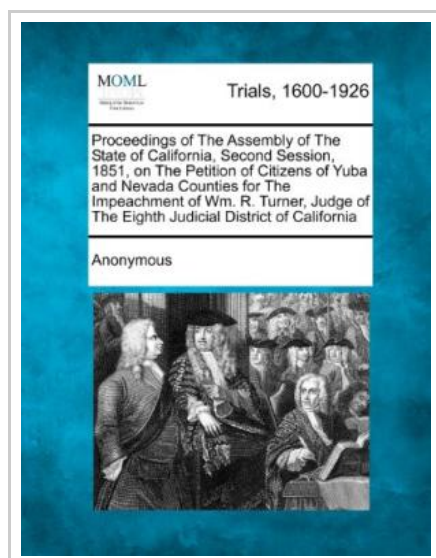 MOML
Trials, 1600-1926
Proceedings of The Assembly of The
State of California, Second Session,
1851, on The Petition of Citizens of Yuba
and Nevada Counties for The
Impeachment of Wm. R. Turner, Judge of
The Eighth Judicial District of California
Anonymous